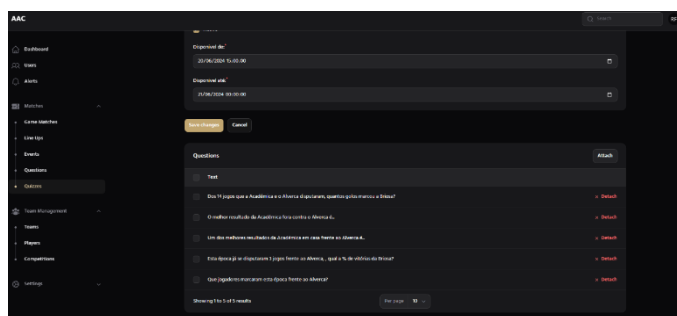 AAC
Search
Dashboard
Users
Alerts
Matches
Game Matches
Line Ups
Events
Questions
Quizzes
Team Management
Teams
Players
Competitions
Settings
Disponível de:*
20/06/2024 15:00:00
Disponível até:*
21/06/2024 00:00:00
Save changes
Cancel
Questions
Attach
Text
Dos 14 jogos que a Académica e o Alverca disputaram, quantos golos marcou a Briosa?
Detach
O melhor resultado da Académica fora contra o Alverca é..
Detach
Um dos melhores resultados da Académica em casa frente ao Alverca é..
Detach
Esta época já se disputaram 3 jogos frente ao Alverca, , qual a % de vitórias da Briosa?
Detach
Que jogadores marcaram esta época frente ao Alverca?
Detach
Showing 1 to 5 of 5 results
Per page 10